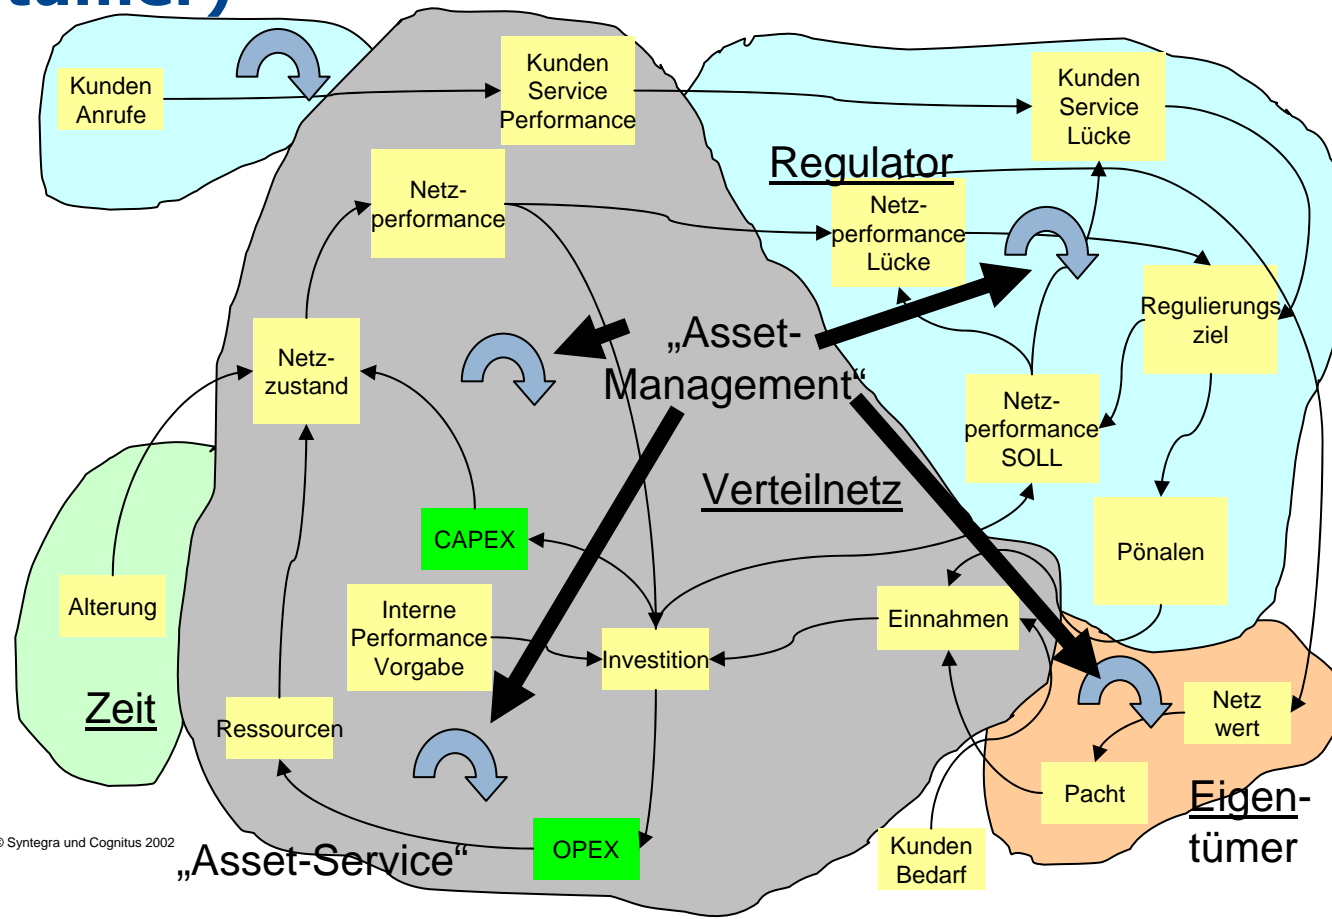 tümer)
Kunden
Anrufe
Kunden
Service
Performance
Kunden
Service
Lücke
Regulator
Netz-
performance
Netz-
performance
Lücke
Regulierungs
ziel
Netz-
zustand
„Asset-
Management“
Netz-
performance
SOLL
Verteilnetz
CAPEX
Pönalen
Alterung
Interne
Performance
Vorgabe
Einnahmen
Investition
Zeit
Ressourcen
Netz
wert
Pacht
Eigen-
tümer
© Syntegra und Cognitus 2002
„Asset-Service“
OPEX
Kunden
Bedarf